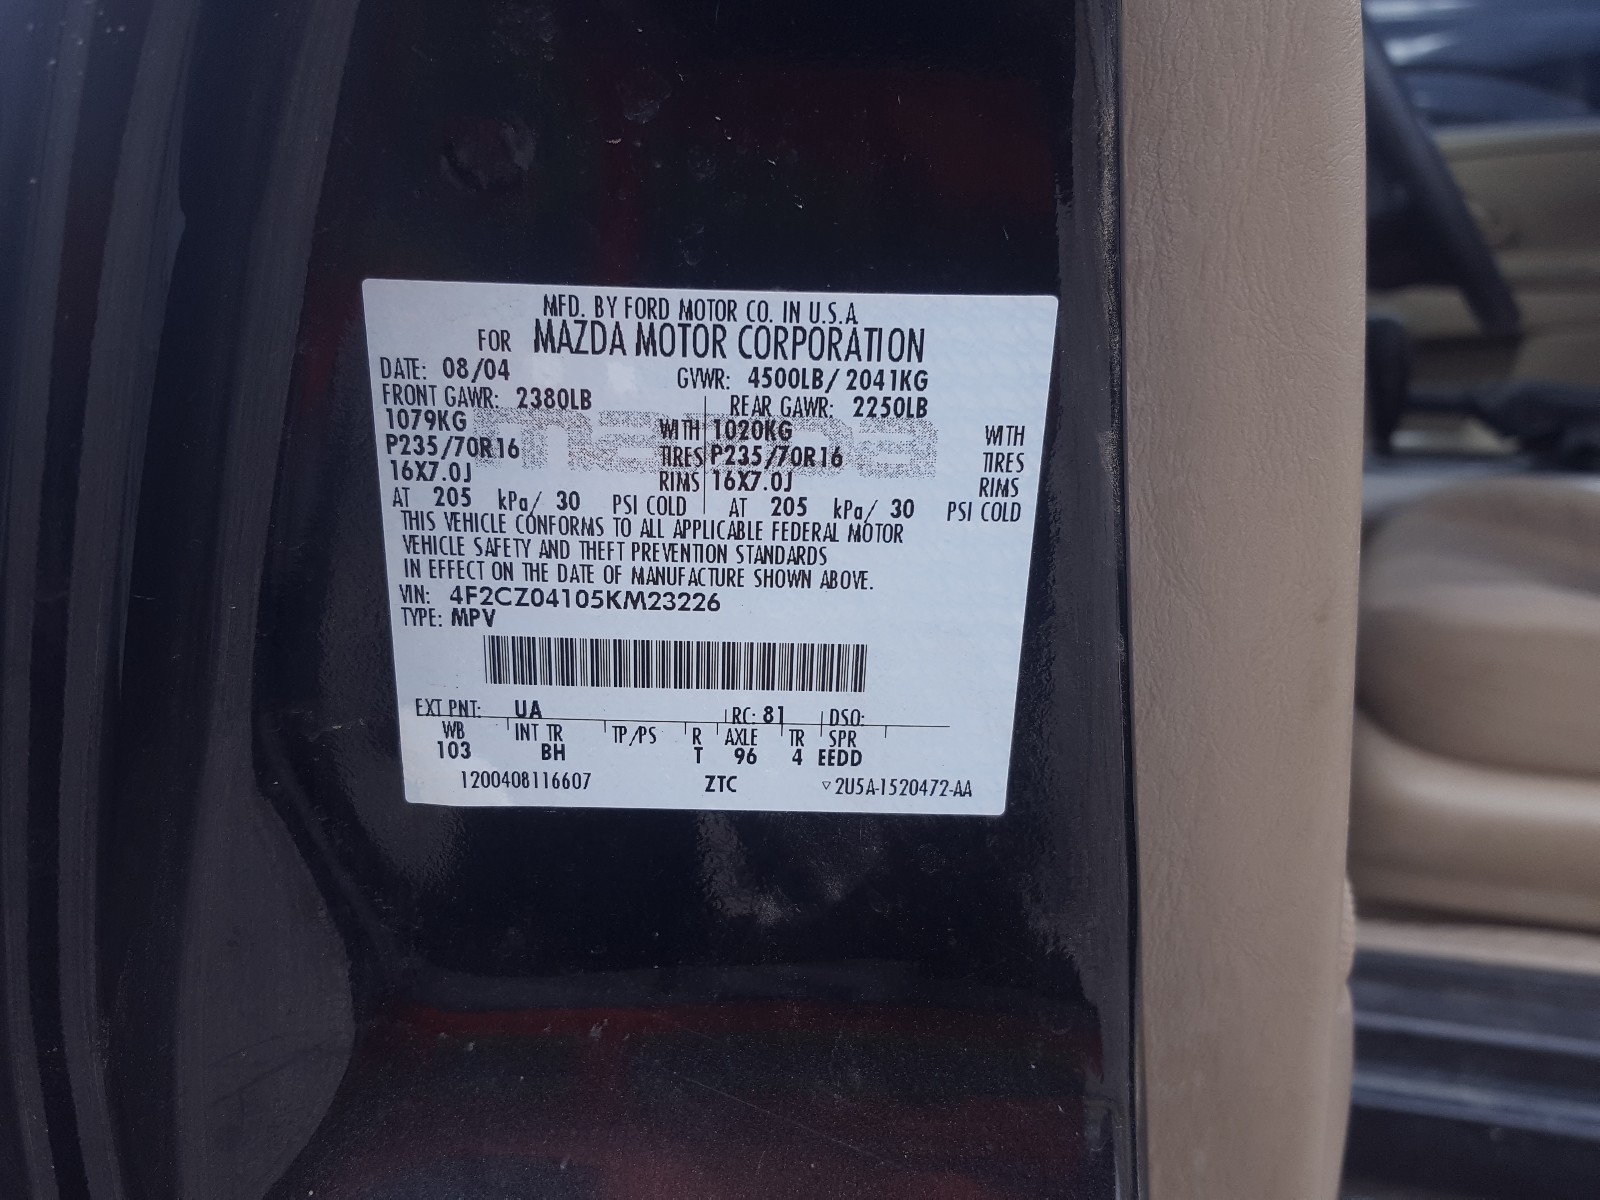 MFD. BY FORD MOTOR CO. IN U.S.A
FOR MAZDA MOTOR CORPORATION
DATE: 08/04 GVWR: 4500LB/ 2041KG
FRONT GAWR: 2380LB REAR GAWR: 2250LB
1079KG WITH 1020KG WITH
P235/70R16 TIRES P235/70R16 TIRES
16X7.0J RIMS 16X7.0J RIMS
AT 205 kPa/ 30 PSI COLD AT 205 kPa/ 30 PSI COLD
THIS VEHICLE CONFORMS TO ALL APPLICABLE FEDERAL MOTOR
VEHICLE SAFETY AND THEFT PREVENTION STANDARDS
IN EFFECT ON THE DATE OF MANUFACTURE SHOWN ABOVE.
VIN: 4F2CZ04105KM23226
TYPE: MPV
EXT PNT: UA RC: 81 DSO:
WB INT TR TP/PS R AXLE TR SPR
103 BH T 96 4 EEDD
1200408116607 ZTC ▽2U5A-1520472-AA